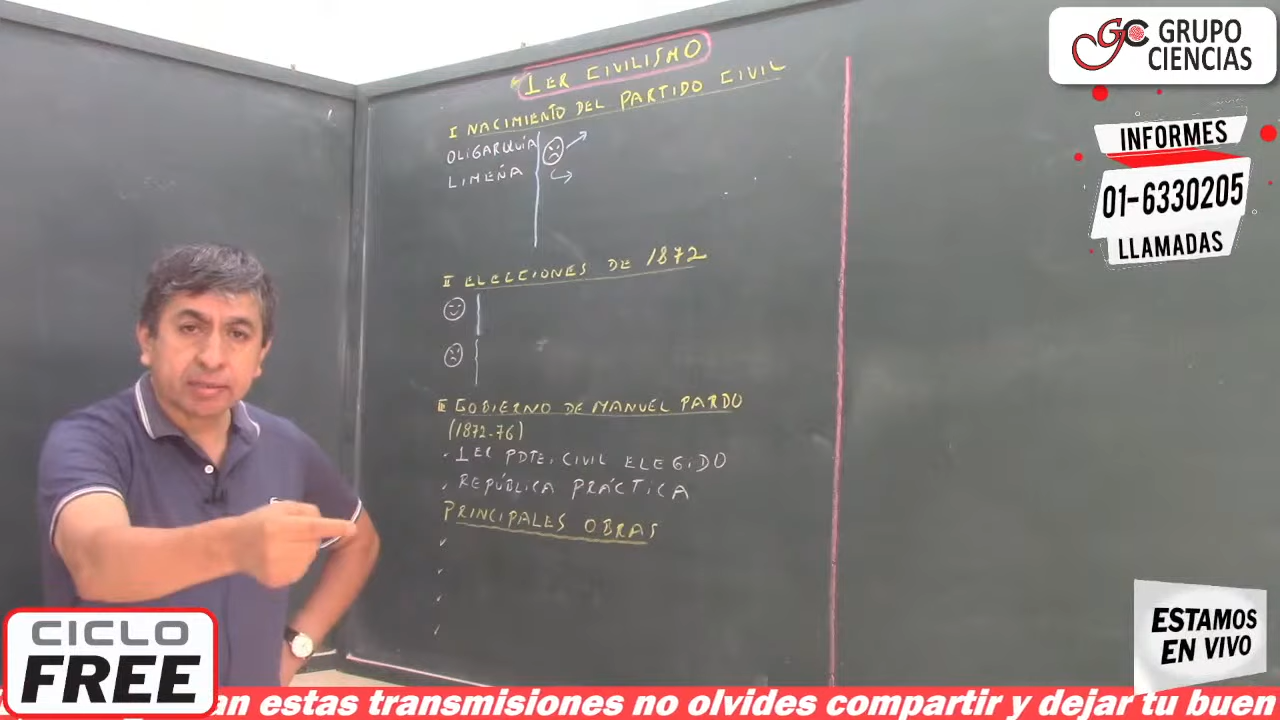 1ER CIVILISMO
I NACIMIENTO DEL PARTIDO CIVIL
OLIGARQUÍA
LIMEÑA
II ELECCIONES DE 1872
III GOBIERNO DE MANUEL PARDO
(1872-76)
1ER PDTE. CIVIL ELEGIDO
REPÚBLICA PRÁCTICA
PRINCIPALES OBRAS
GC GRUPO
CIENCIAS
INFORMES
01-6330205
LLAMADAS
ESTAMOS
EN VIVO
CICLO
FREE
an estas transmisiones no olvides compartir y dejar tu buen